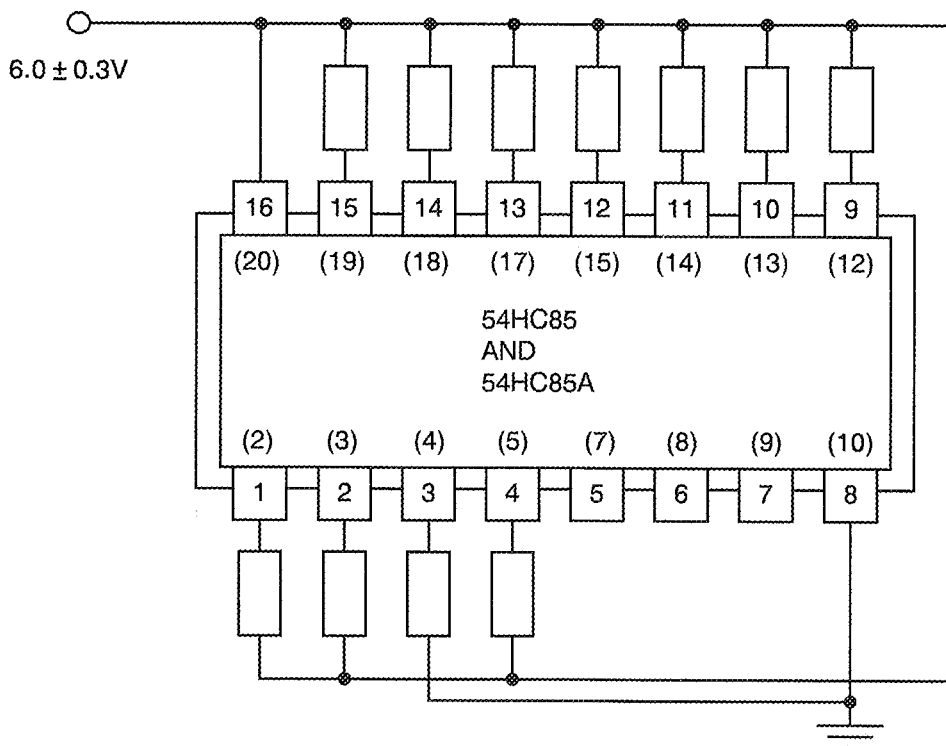 6.0 ± 0.3V
16 15 14 13 12 11 10 9
(20) (19) (18) (17) (15) (14) (13) (12)
54HC85
AND
54HC85A
(2) (3) (4) (5) (7) (8) (9) (10)
1 2 3 4 5 6 7 8